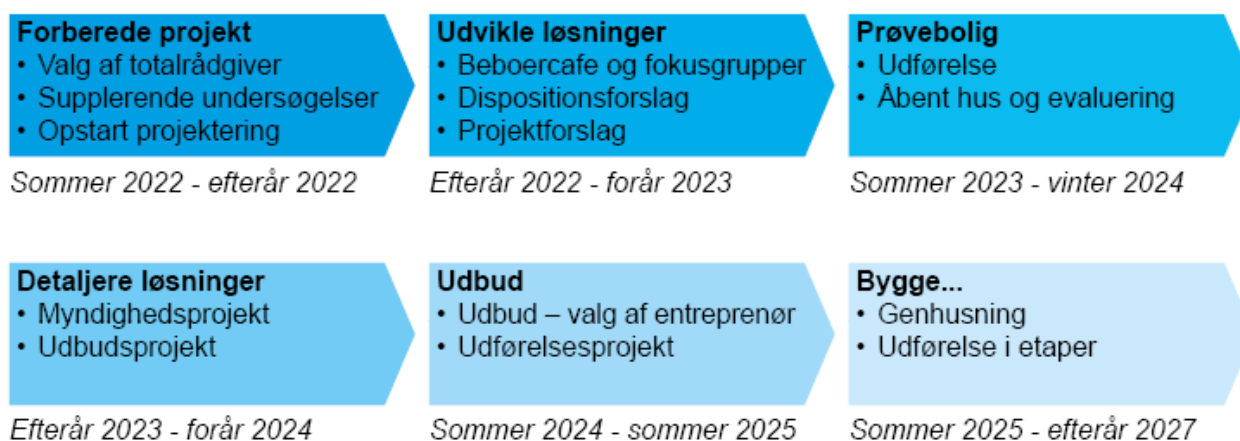 Forberede projekt
• Valg af totalrådgiver
• Supplerende undersøgelser
• Opstart projektering
Sommer 2022 - efterår 2022
Udvikle løsninger
• Beboercafe og fokusgrupper
• Dispositionsforslag
• Projektforslag
Efterår 2022 - forår 2023
Prøvebolig
• Udførelse
• Åbent hus og evaluering
Sommer 2023 - vinter 2024
Detaljere løsninger
• Myndighedsprojekt
• Udbudsprojekt
Efterår 2023 - forår 2024
Udbud
• Udbud – valg af entreprenør
• Udførelsesprojekt
Sommer 2024 - sommer 2025
Bygge...
• Genhusning
• Udførelse i etaper
Sommer 2025 - efterår 2027